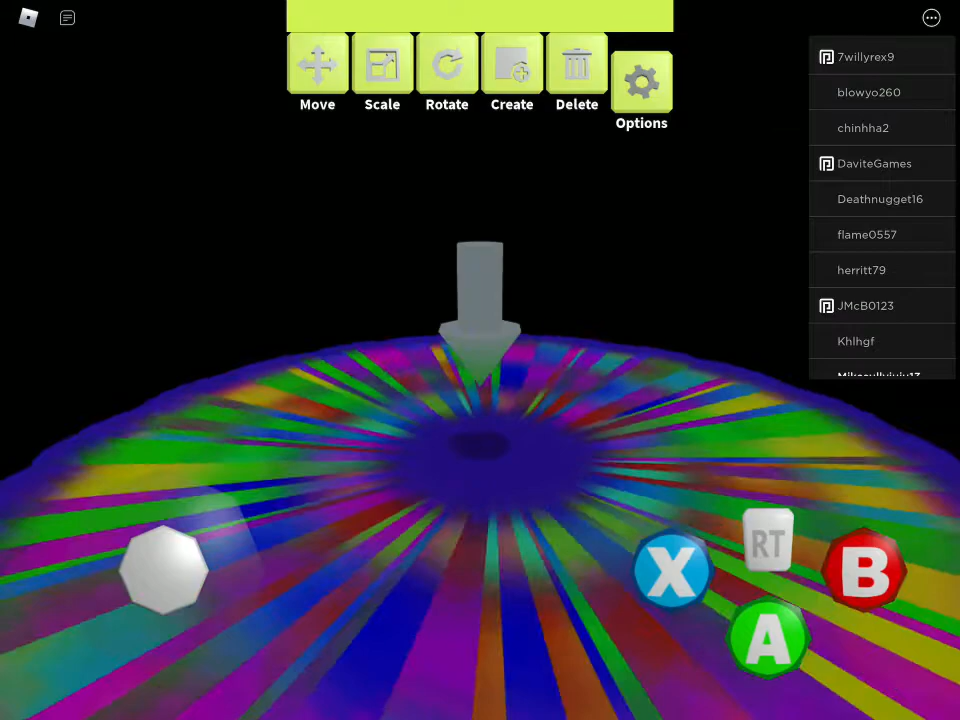 Move Scale Rotate Create Delete Options
7willyrex9
blowyo260
chinhha2
DaviteGames
Deathnugget16
flame0557
herritt79
JMcB0123
Khlhgf
RT
X
B
A